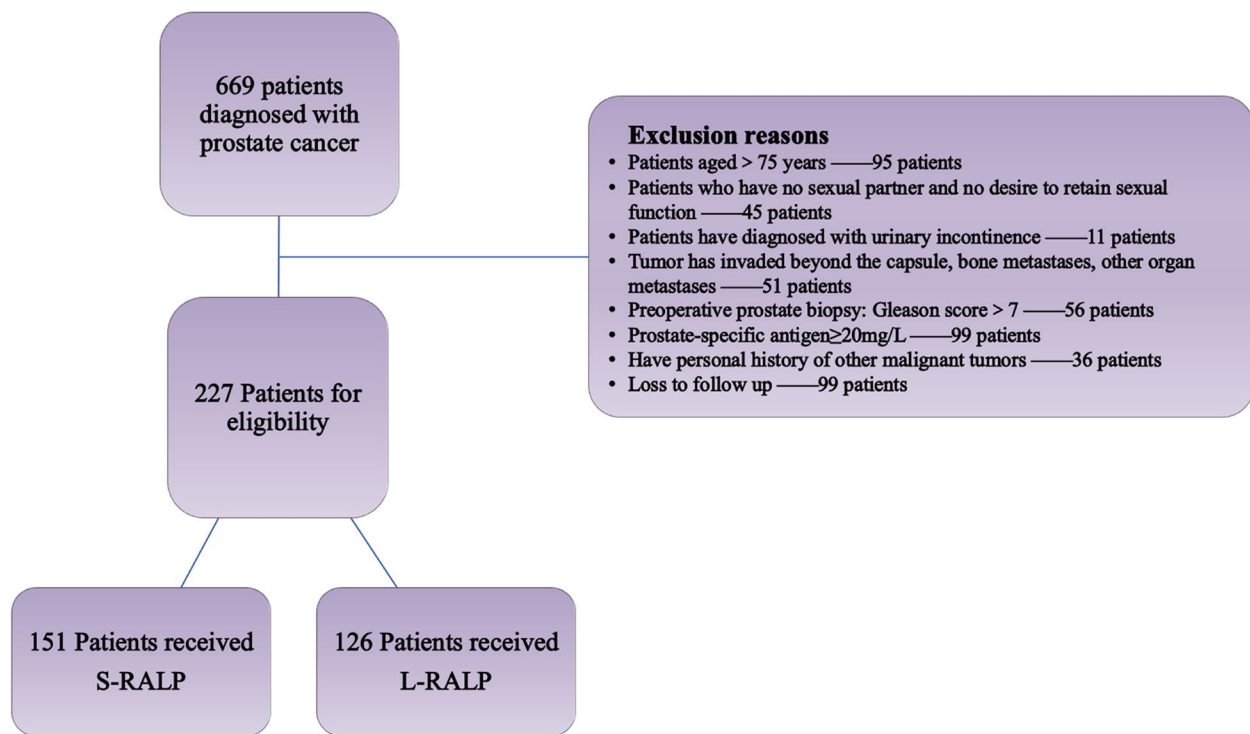 669 patients
diagnosed with
prostate cancer
Exclusion reasons
• Patients aged > 75 years ——95 patients
• Patients who have no sexual partner and no desire to retain sexual
function ——45 patients
• Patients have diagnosed with urinary incontinence ——11 patients
• Tumor has invaded beyond the capsule, bone metastases, other organ
metastases ——51 patients
• Preoperative prostate biopsy: Gleason score > 7 ——56 patients
• Prostate-specific antigen≥20mg/L ——99 patients
• Have personal history of other malignant tumors ——36 patients
• Loss to follow up ——99 patients
227 Patients for
eligibility
151 Patients received
S-RALP
126 Patients received
L-RALP